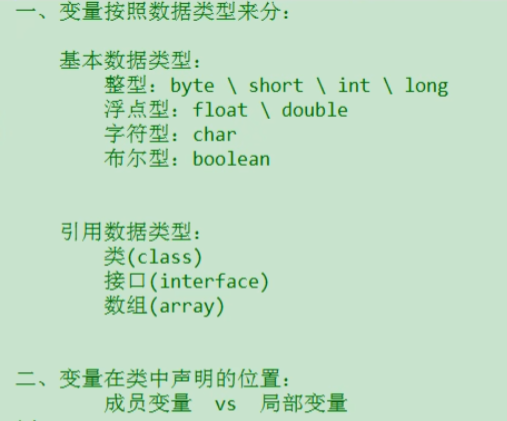 一、变量按照数据类型来分：
基本数据类型：
整型：byte \ short \ int \ long
浮点型：float \ double
字符型：char
布尔型：boolean
引用数据类型：
类(class)
接口(interface)
数组(array)
二、变量在类中声明的位置：
成员变量 vs 局部变量